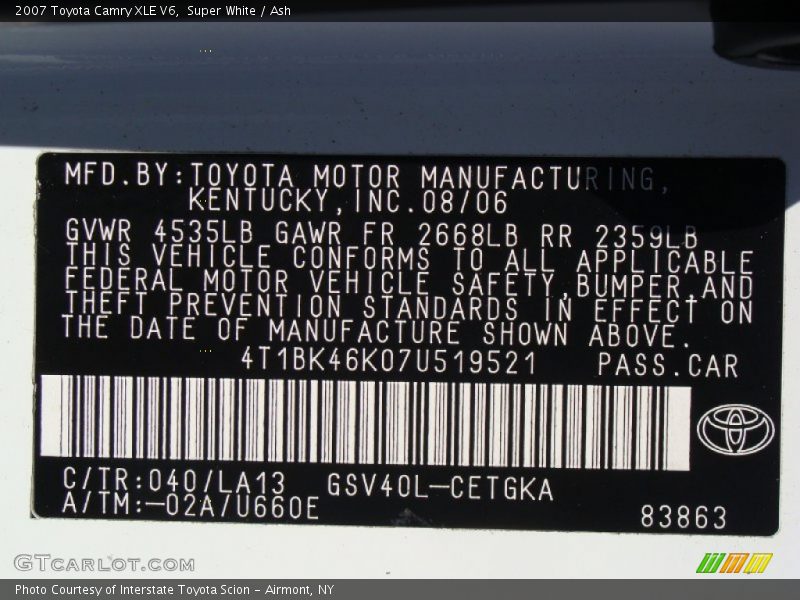 2007 Toyota Camry XLE V6, Super White / Ash
MFD.BY:TOYOTA MOTOR MANUFACTURING,
KENTUCKY,INC.08/06
GVWR 4535LB GAWR FR 2668LB RR 2359LB
THIS VEHICLE CONFORMS TO ALL APPLICABLE
FEDERAL MOTOR VEHICLE SAFETY,BUMPER,AND
THEFT PREVENTION STANDARDS IN EFFECT ON
THE DATE OF MANUFACTURE SHOWN ABOVE.
4T1BK46K07U519521 PASS.CAR
C/TR:040/LA13 GSV40L-CETGKA
A/TM:-02A/U660E
83863
GTCARLOT.COM
Photo Courtesy of Interstate Toyota Scion - Airmont, NY